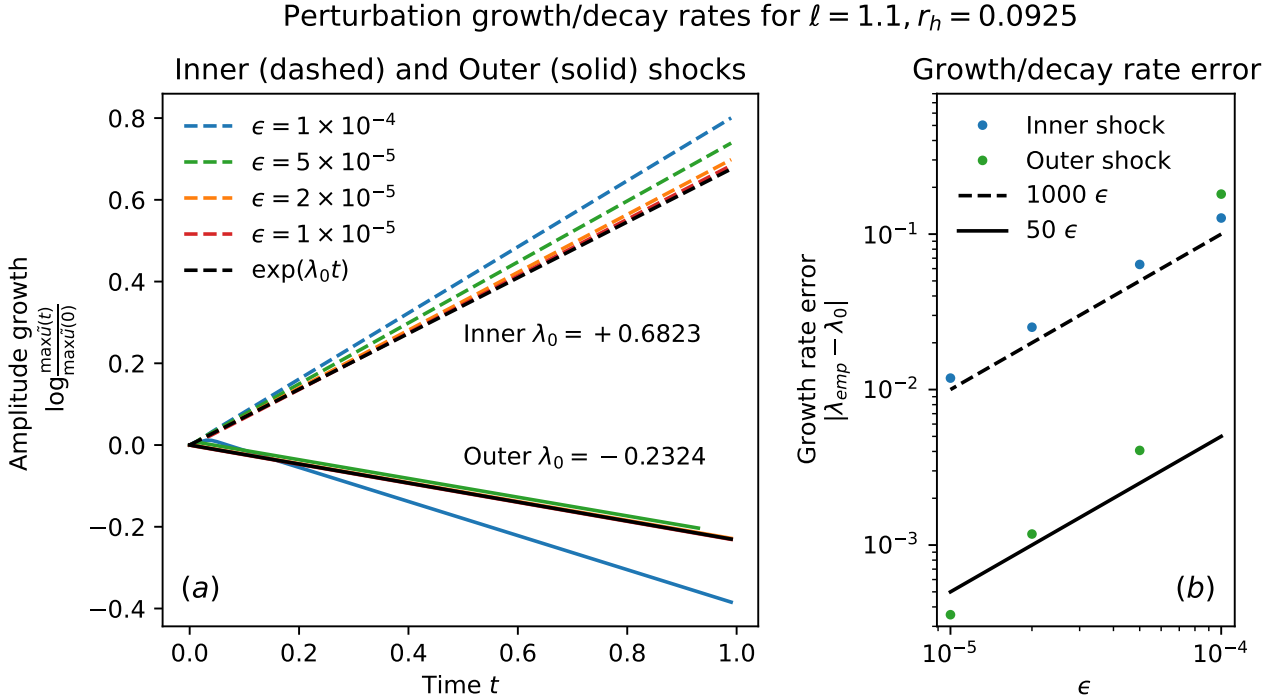 Perturbation growth/decay rates for ℓ = 1.1, r_h = 0.0925
Inner (dashed) and Outer (solid) shocks
ϵ = 1 × 10⁻⁴
ϵ = 5 × 10⁻⁵
ϵ = 2 × 10⁻⁵
ϵ = 1 × 10⁻⁵
exp(λ₀t)
Inner λ₀ = +0.6823
Outer λ₀ = −0.2324
(a)
0.8
0.6
0.4
0.2
0.0
−0.2
−0.4
Amplitude growth
log max ũ(t) / max ũ(0)
0.0 0.2 0.4 0.6 0.8 1.0
Time t
Growth/decay rate error
Inner shock
Outer shock
1000 ϵ
50 ϵ
(b)
10⁻¹
10⁻²
10⁻³
Growth rate error
|λ_emp − λ₀|
10⁻⁵ 10⁻⁴
ϵ